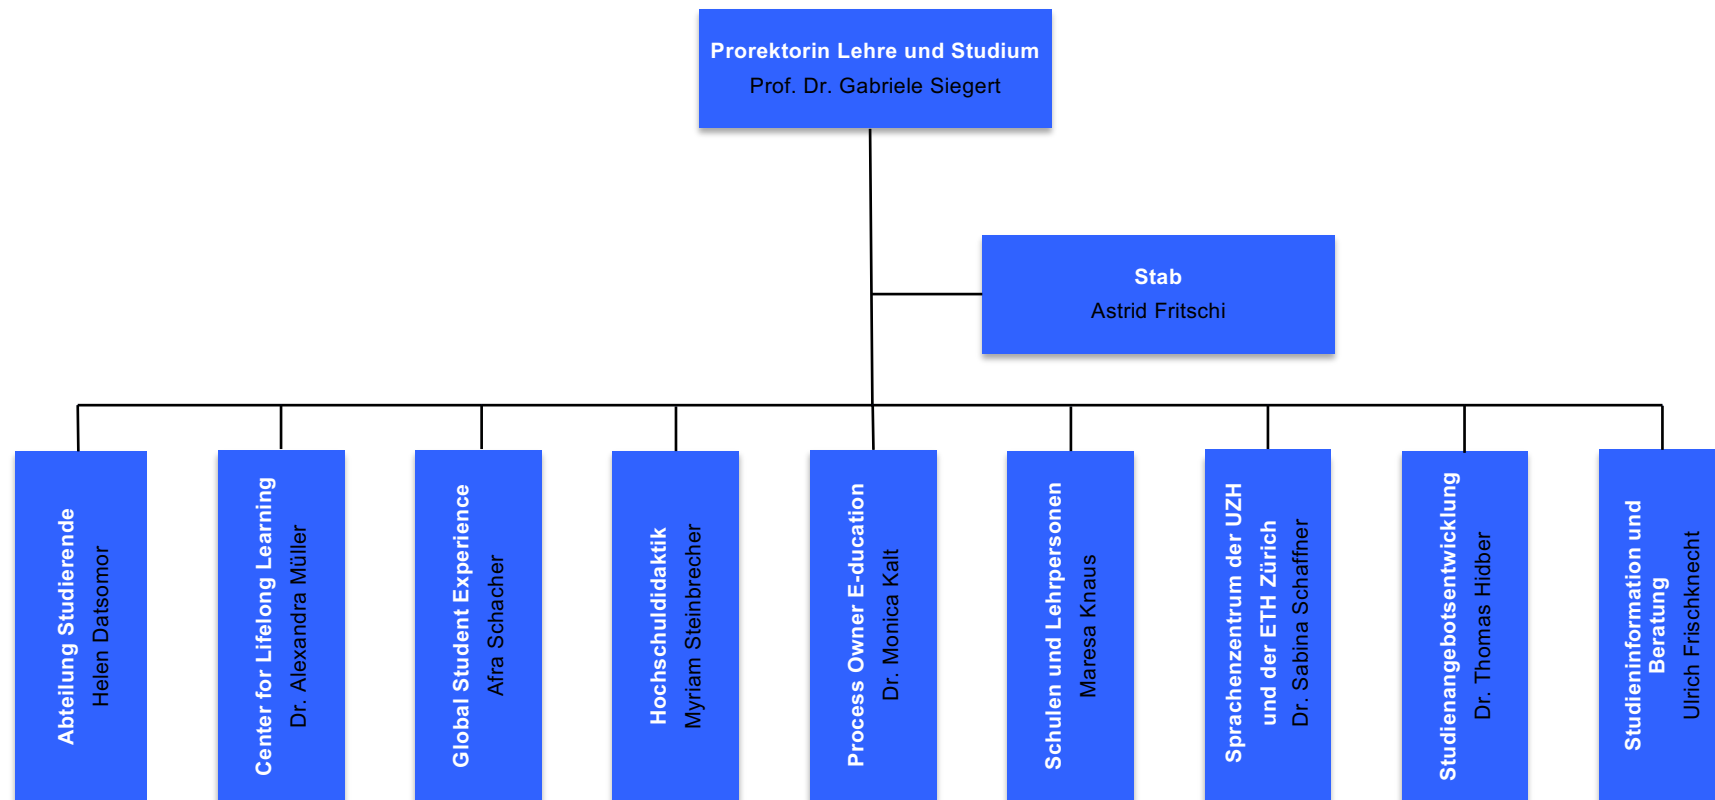 Prorektorin Lehre und Studium
Prof. Dr. Gabriele Siegert
Stab
Astrid Fritschi
Abteilung Studierende
Helen Datsomor
Center for Lifelong Learning
Dr. Alexandra Müller
Global Student Experience
Afra Schacher
Hochschuldidaktik
Myriam Steinbrecher
Process Owner E-ducation
Dr. Monica Kalt
Schulen und Lehrpersonen
Maresa Knaus
Sprachenzentrum der UZH
und der ETH Zürich
Dr. Sabina Schaffner
Studienangebotsentwicklung
Dr. Thomas Hidber
Studieninformation und
Beratung
Ulrich Frischknecht